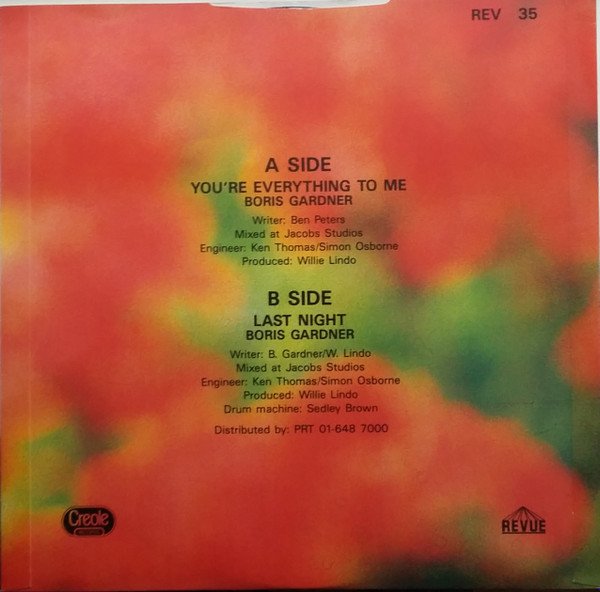 REV 35
A SIDE
YOU'RE EVERYTHING TO ME
BORIS GARDNER
Writer: Ben Peters
Mixed at Jacobs Studios
Engineer: Ken Thomas/Simon Osborne
Produced: Willie Lindo
B SIDE
LAST NIGHT
BORIS GARDNER
Writer: B. Gardner/W. Lindo
Mixed at Jacobs Studios
Engineer: Ken Thomas/Simon Osborne
Produced: Willie Lindo
Drum machine: Sedley Brown
Distributed by: PRT 01-648 7000
Creole
REVUE